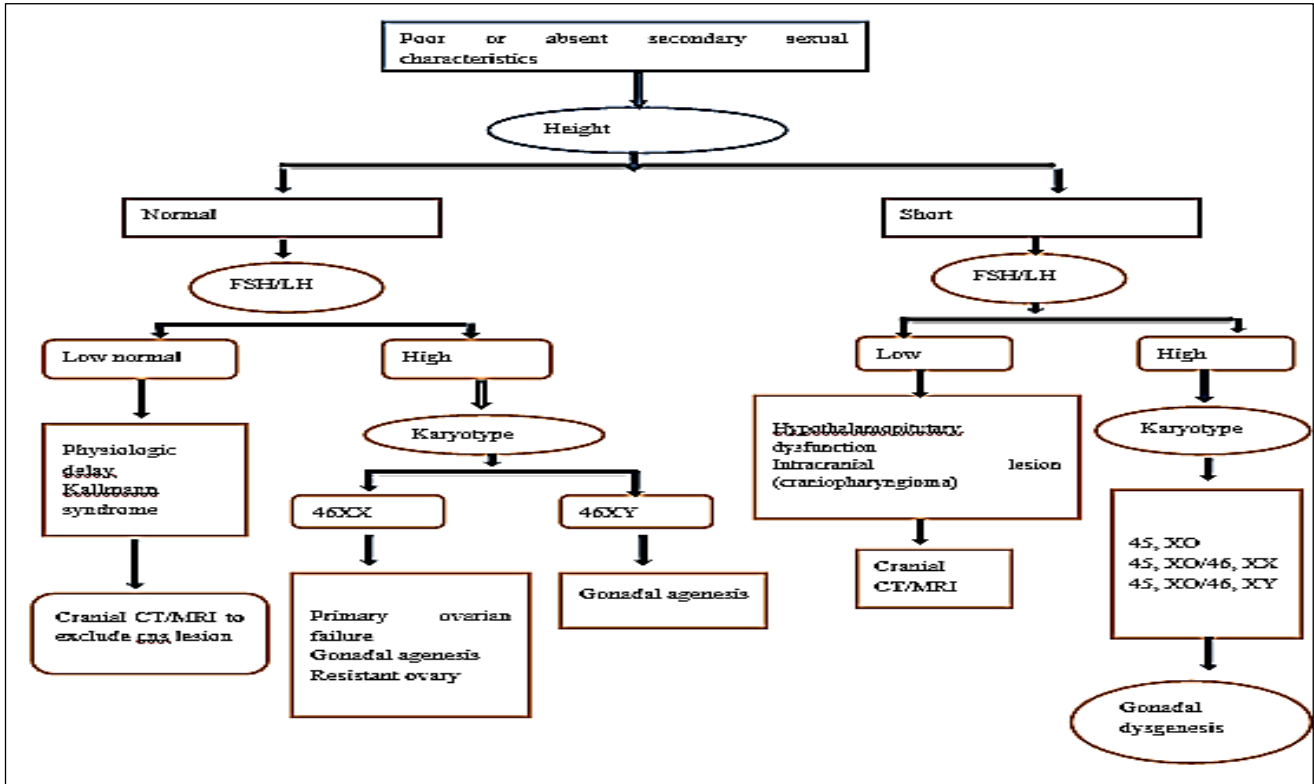 Poor or absent secondary sexual
characteristics
Height
Normal
Short
FSH/LH
FSH/LH
Low normal
High
Low
High
Karyotype
Karyotype
Physiologic
delay
Kallmann
syndrome
Hypothalamopitutary
dysfunction
Intracranial lesion
(craniopharyngioma)
46XX
46XY
45, XO
45, XO/46, XX
45, XO/46, XY
Cranial CT/MRI to
exclude cns lesion
Primary ovarian
failure
Gonadal agenesis
Resistant ovary
Gonadal agenesis
Cranial
CT/MRI
Gonadal
dysgenesis